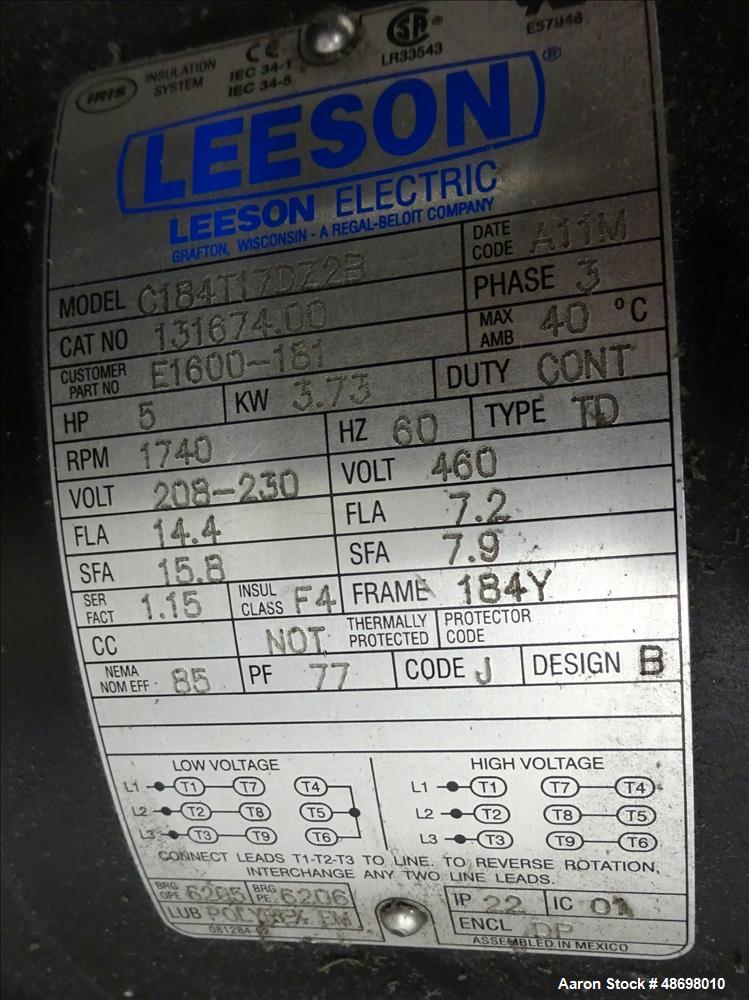 IRIS INSULATION SYSTEM
CE IEC 34-1 IEC 34-5
SA® LR33543
E57948
LEESON®
LEESON ELECTRIC
GRAFTON, WISCONSIN - A REGAL-BELOIT COMPANY
MODEL C184T17DZ2B DATE CODE A11M
CAT NO 131674.00 PHASE 3
CUSTOMER PART NO E1600-181 MAX AMB 40 °C
HP 5 KW 3.73 DUTY CONT
RPM 1740 HZ 60 TYPE TD
VOLT 208-230 VOLT 460
FLA 14.4 FLA 7.2
SFA 15.8 SFA 7.9
SER FACT 1.15 INSUL CLASS F4 FRAME 184Y
CC NOT THERMALLY PROTECTED PROTECTOR CODE
NEMA NOM EFF 85 PF 77 CODE J DESIGN B
LOW VOLTAGE HIGH VOLTAGE
L1 T1 T7 T4 L1 T1 T7 T4
L2 T2 T8 T5 L2 T2 T8 T5
L3 T3 T9 T6 L3 T3 T9 T6
CONNECT LEADS T1-T2-T3 TO LINE. TO REVERSE ROTATION,
INTERCHANGE ANY TWO LINE LEADS.
BRG OPE 6205 BRG PE 6206 IP 22 IC 01
LUB POLYREX EM ENCL DP
081284-02 ASSEMBLED IN MEXICO
Aaron Stock # 48698010